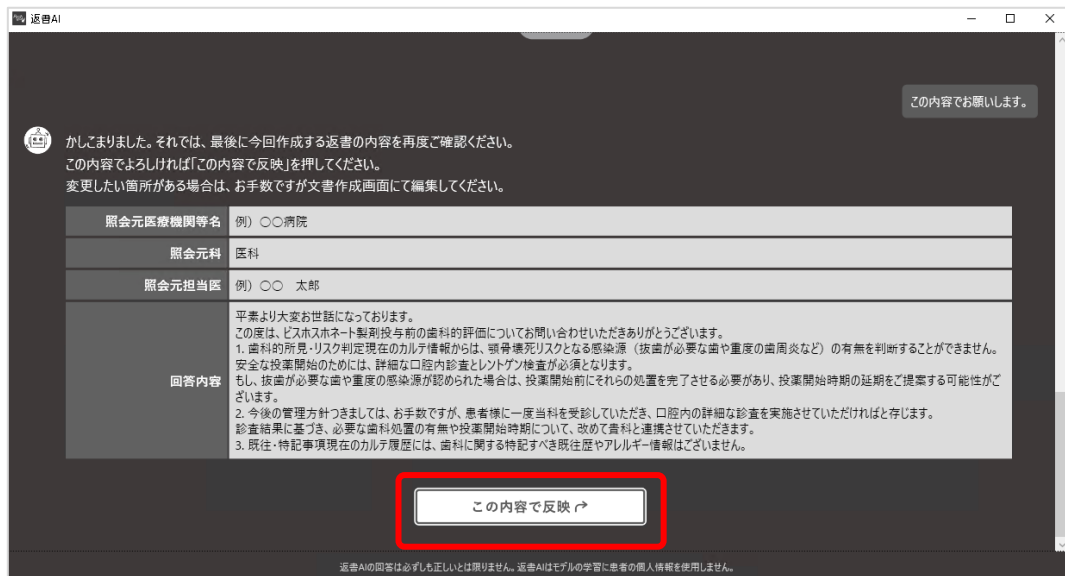 返書AI
この内容でお願いします。
かしこまりました。それでは、最後に今回作成する返書の内容を再度ご確認ください。
この内容でよろしければ「この内容で反映」を押してください。
変更したい箇所がある場合は、お手数ですが文書作成画面にて編集してください。
照会元医療機関等名 例) 〇〇病院
照会元科 医科
照会元担当医 例) 〇〇 太郎
回答内容
平素より大変お世話になっております。
この度は、ビスホスホネート製剤投与前の歯科的評価についてお問い合わせいただきありがとうございます。
1. 歯科的所見・リスク判定現在のカルテ情報からは、顎骨壊死リスクとなる感染源（抜歯が必要な歯や重度の歯周炎など）の有無を判断することができません。
安全な投薬開始のためには、詳細な口腔内診査とレントゲン検査が必須となります。
もし、抜歯が必要な歯や重度の感染源が認められた場合は、投薬開始前にそれらの処置を完了させる必要があり、投薬開始時期の延期をご提案する可能性がご
ざいます。
2. 今後の管理方針つきましては、お手数ですが、患者様に一度当科を受診していただき、口腔内の詳細な診査を実施させていただければと存じます。
診査結果に基づき、必要な歯科処置の有無や投薬開始時期について、改めて貴科と連携させていただきます。
3. 既往・特記事項現在のカルテ履歴には、歯科に関する特記すべき既往歴やアレルギー情報はございません。
この内容で反映
返書AIの回答は必ずしも正しいとは限りません。返書AIはモデルの学習に患者の個人情報を使用しません。